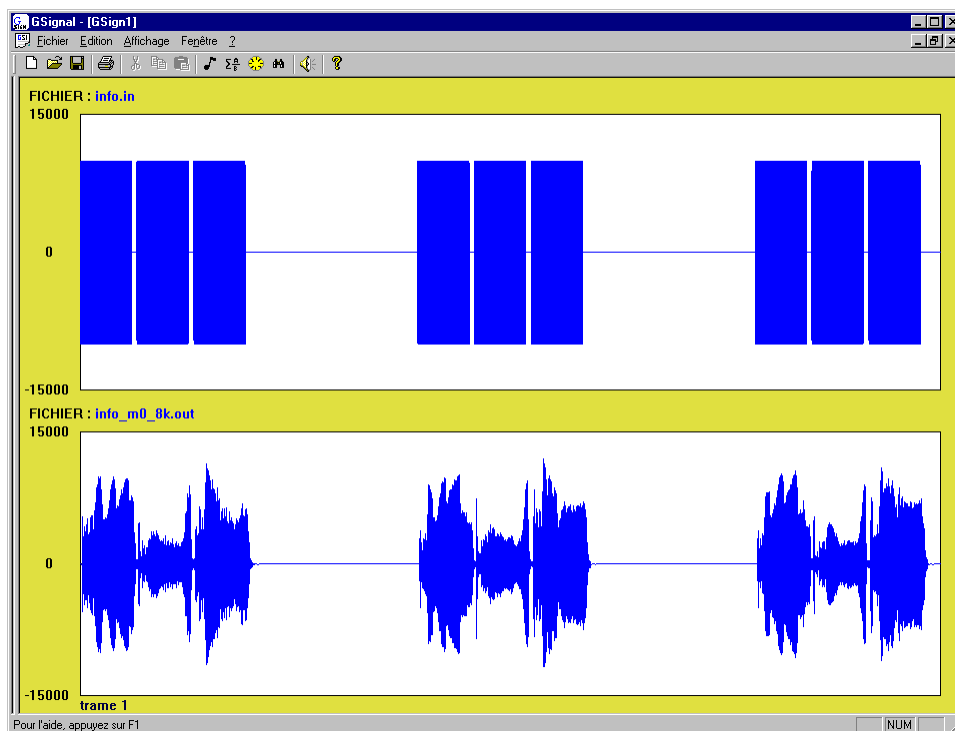 GSignal - [GSign1]
Fichier Edition Affichage Fenêtre ?
FICHIER : info.in
15000
0
-15000
FICHIER : info_m0_8k.out
15000
0
-15000
trame 1
Pour l'aide, appuyez sur F1 NUM